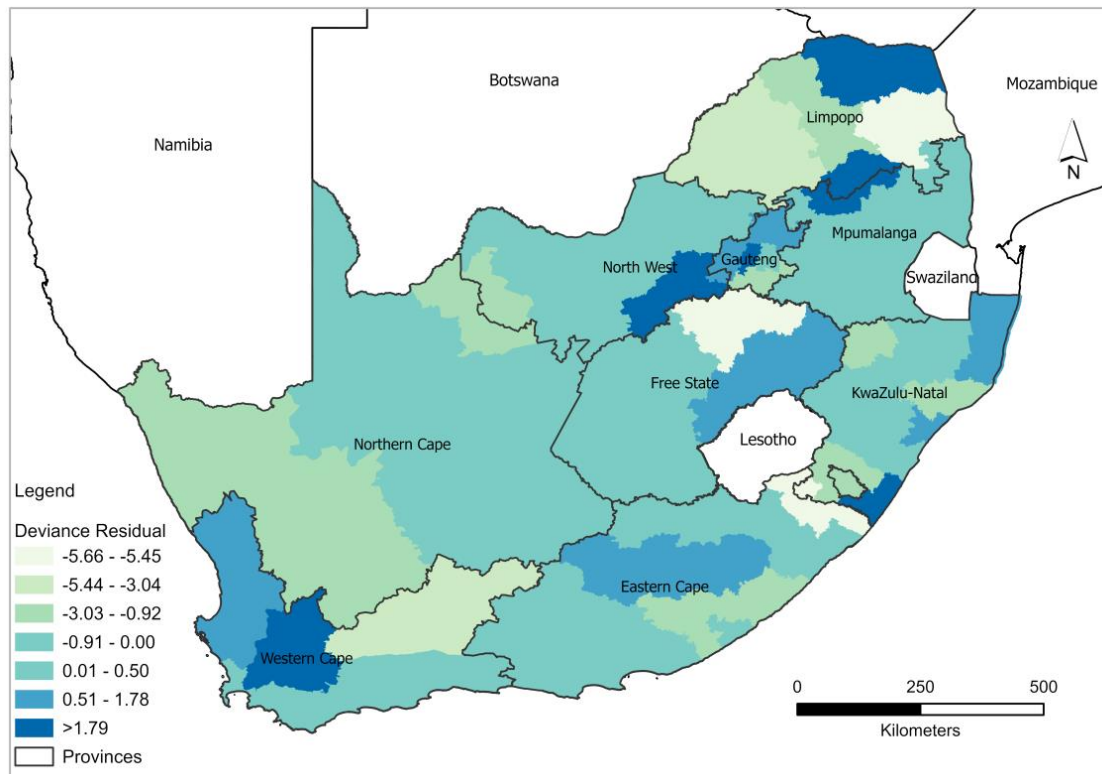 Botswana
Mozambique
Namibia
Limpopo
N
Mpumalanga
North West
Gauteng
Swaziland
Free State
KwaZulu-Natal
Northern Cape
Lesotho
Eastern Cape
Western Cape
Legend
Deviance Residual
-5.66 - -5.45
-5.44 - -3.04
-3.03 - -0.92
-0.91 - 0.00
0.01 - 0.50
0.51 - 1.78
>1.79
Provinces
0 250 500
Kilometers